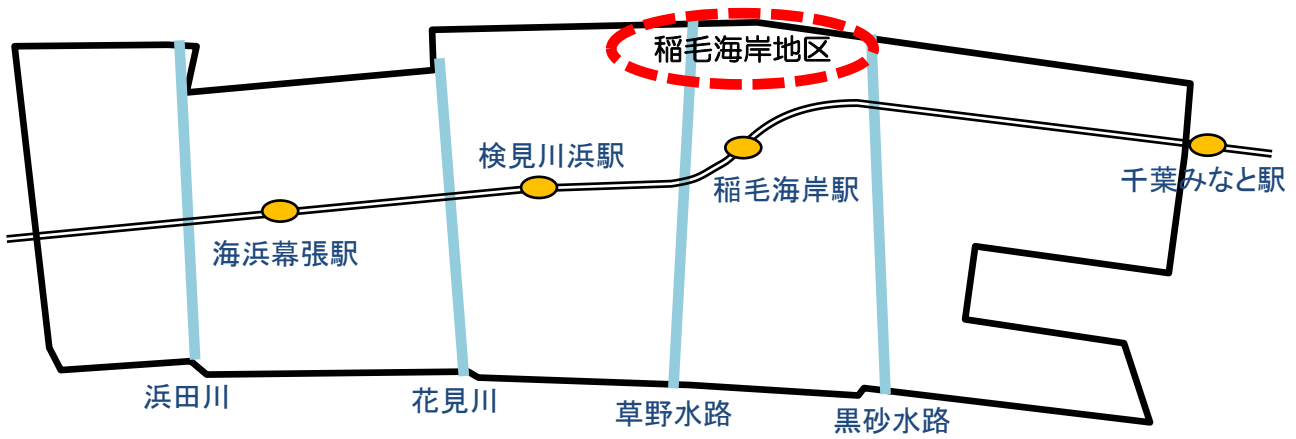 稲毛海岸地区
検見川浜駅
稲毛海岸駅
千葉みなと駅
海浜幕張駅
浜田川
花見川
草野水路
黒砂水路